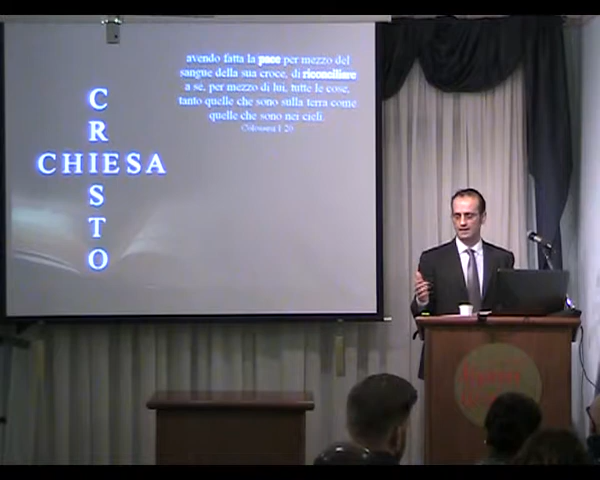 avendo fatta la pace per mezzo del
sangue della sua croce, di riconciliare
a sé, per mezzo di lui, tutte le cose,
tanto quelle che sono sulla terra come
quelle che sono nei cieli.
Colossesi 1:20
C
R
CHIESA
S
T
O